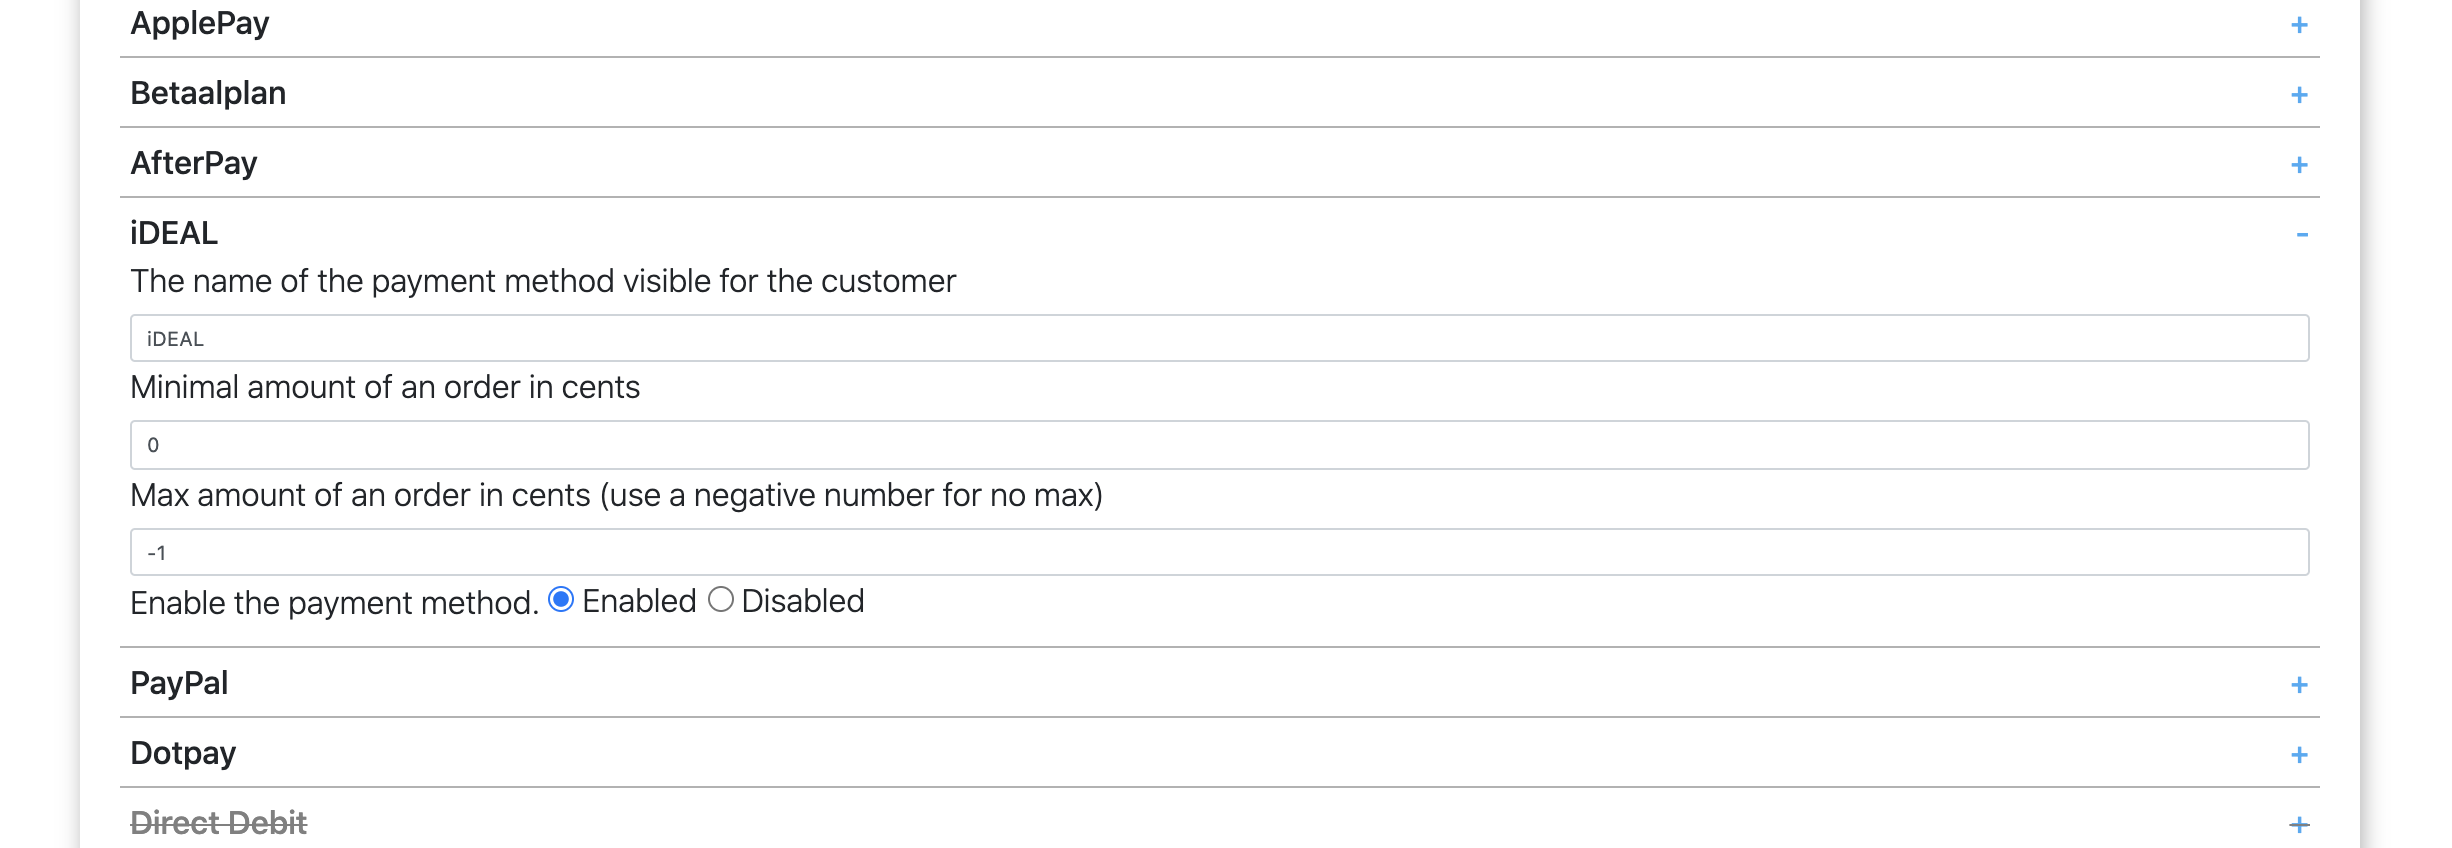 ApplePay +
Betaalplan +
AfterPay +
iDEAL -
The name of the payment method visible for the customer
iDEAL
Minimal amount of an order in cents
0
Max amount of an order in cents (use a negative number for no max)
-1
Enable the payment method. Enabled Disabled
PayPal +
Dotpay +
Direct Debit +